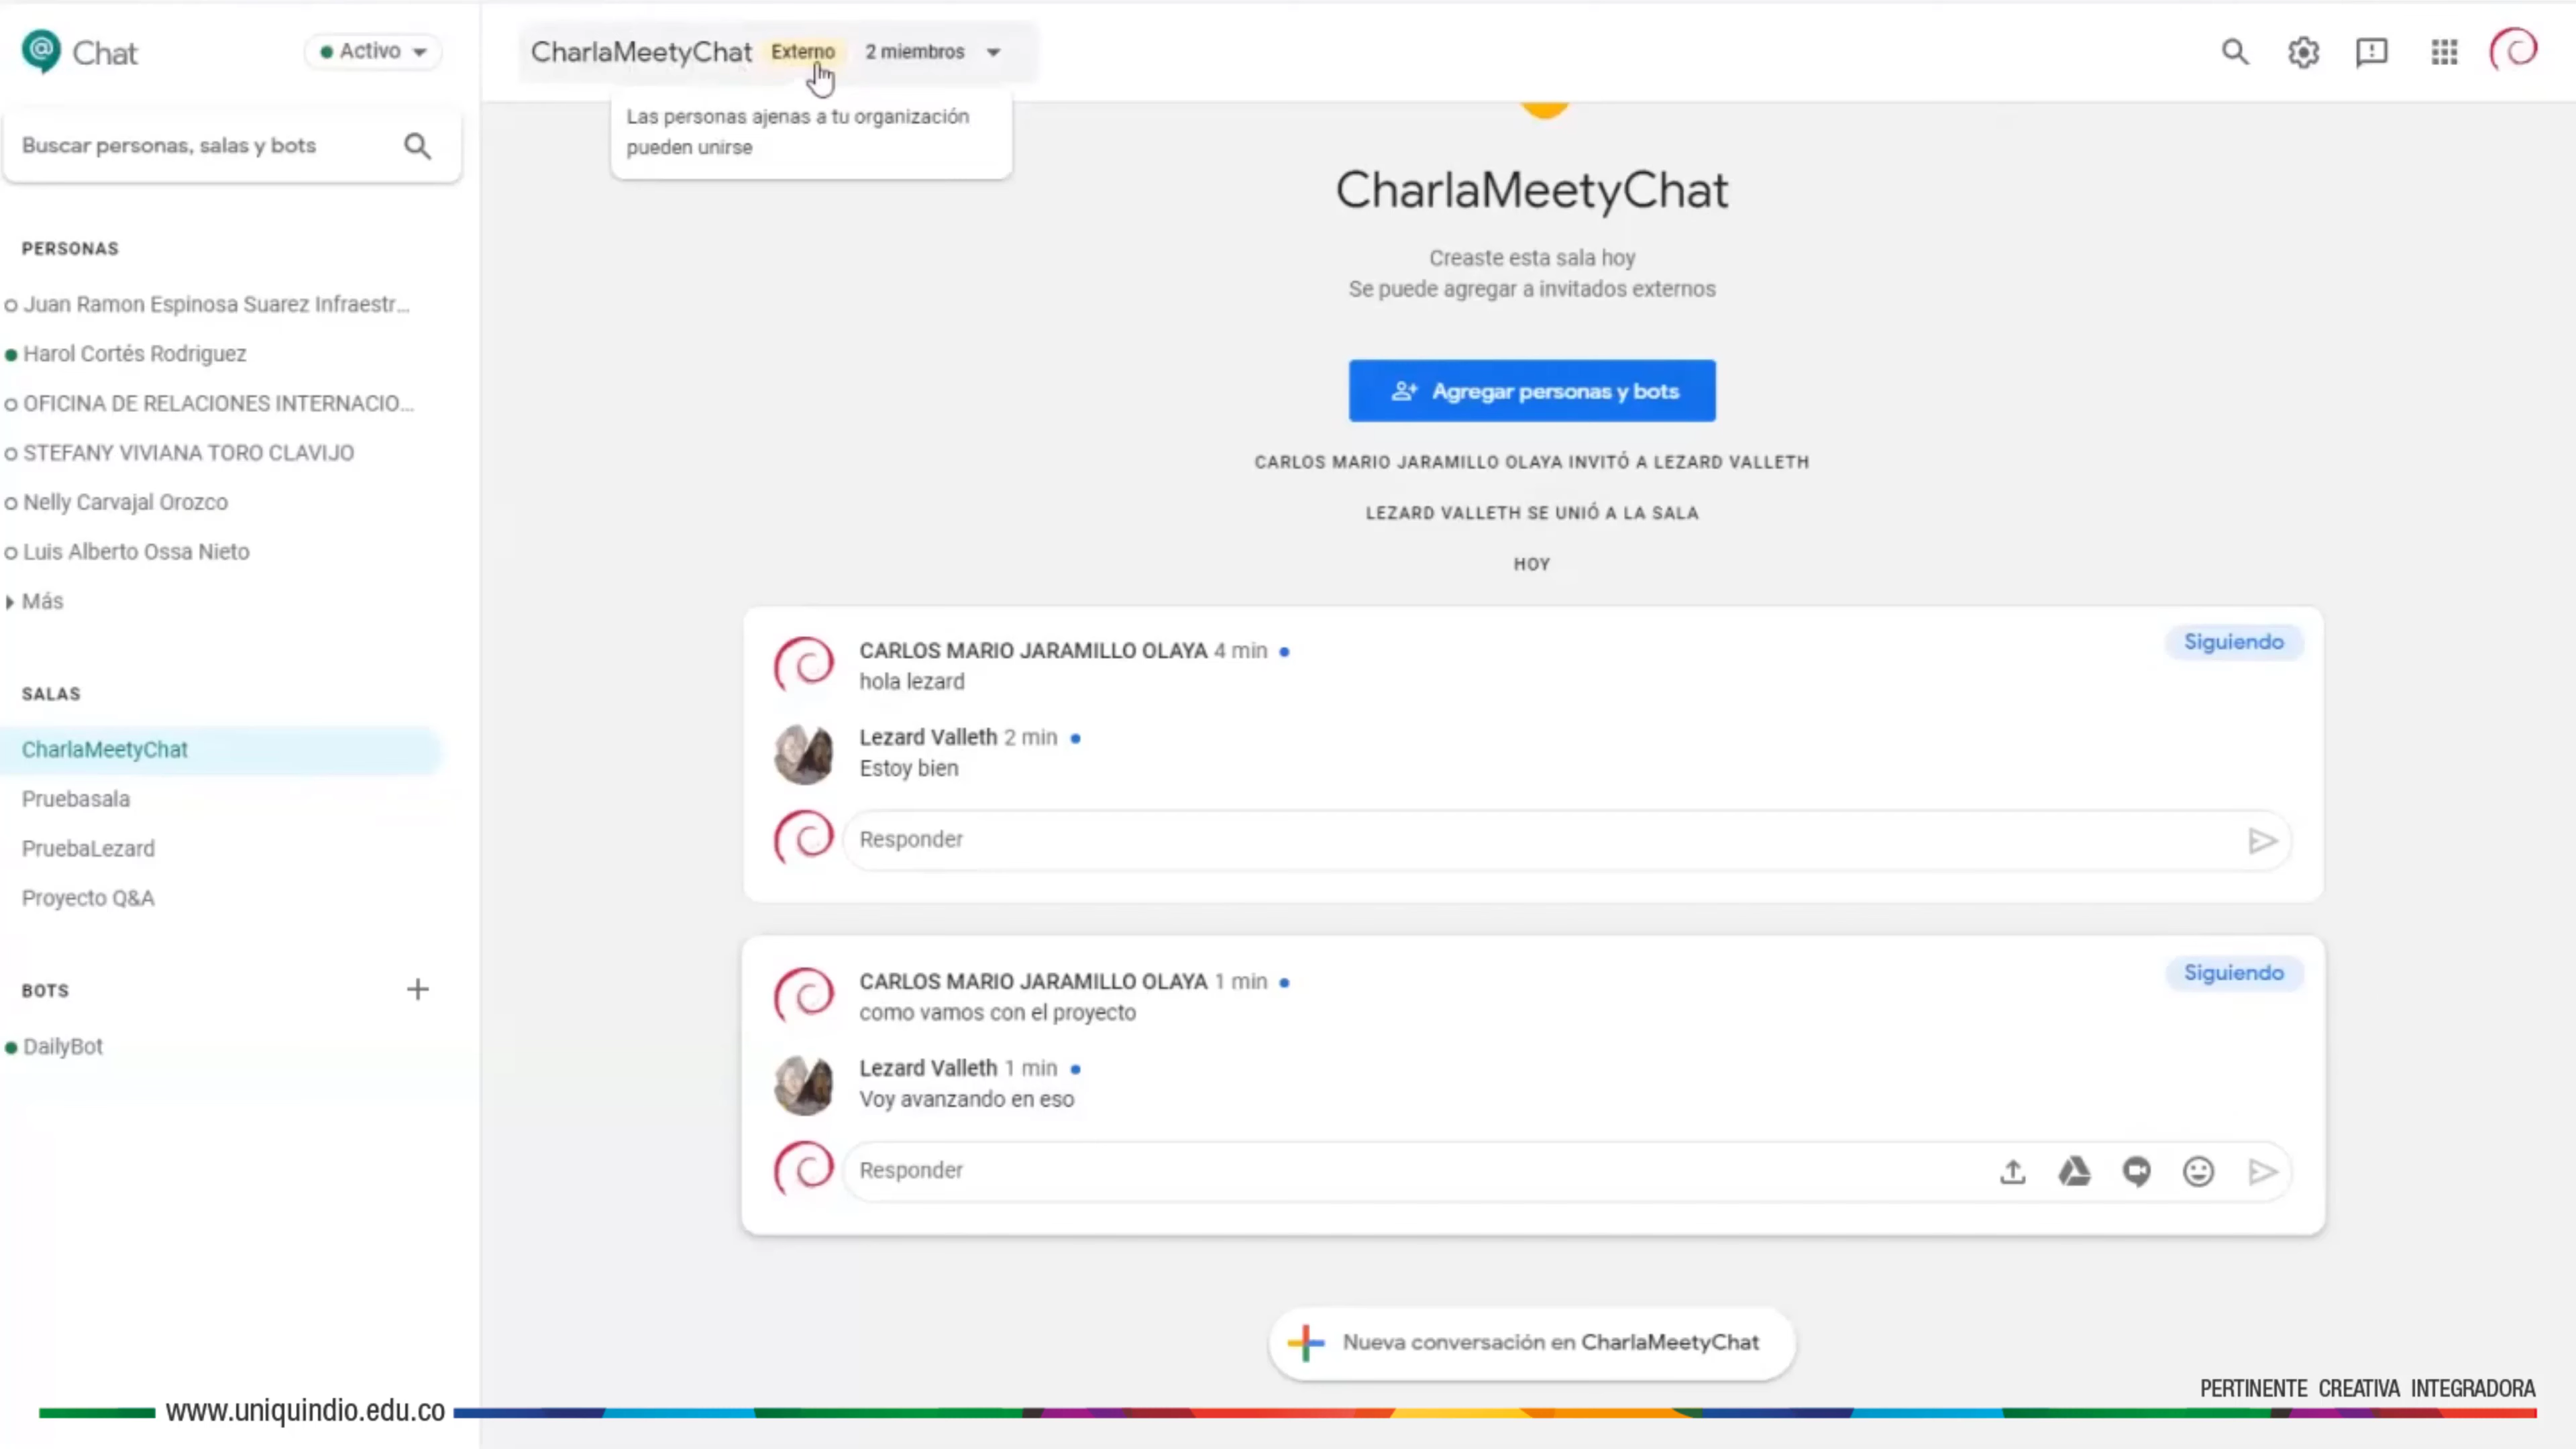 Chat
Activo
CharlaMeetyChat Externo 2 miembros
Las personas ajenas a tu organización
pueden unirse
Buscar personas, salas y bots
PERSONAS
Juan Ramon Espinosa Suarez Infraestr...
Harol Cortés Rodriguez
OFICINA DE RELACIONES INTERNACIO...
STEFANY VIVIANA TORO CLAVIJO
Nelly Carvajal Orozco
Luis Alberto Ossa Nieto
Más
SALAS
CharlaMeetyChat
Pruebasala
PruebaLezard
Proyecto Q&A
BOTS
DailyBot
CharlaMeetyChat
Creaste esta sala hoy
Se puede agregar a invitados externos
Agregar personas y bots
CARLOS MARIO JARAMILLO OLAYA INVITÓ A LEZARD VALLETH
LEZARD VALLETH SE UNIÓ A LA SALA
HOY
CARLOS MARIO JARAMILLO OLAYA 4 min
Siguiendo
hola lezard
Lezard Valleth 2 min
Estoy bien
Responder
CARLOS MARIO JARAMILLO OLAYA 1 min
Siguiendo
como vamos con el proyecto
Lezard Valleth 1 min
Voy avanzando en eso
Responder
Nueva conversación en CharlaMeetyChat
PERTINENTE CREATIVA INTEGRADORA
www.uniquindio.edu.co